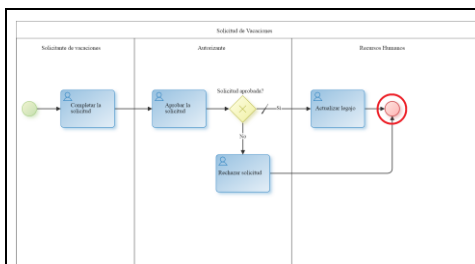 Solicitud de Vacaciones
Solicitante de vacaciones
Autorizante
Recursos Humanos
Solicitud aprobada?
Completar la
solicitud
Aprobar la
solicitud
Si
Actualizar legajo
No
Rechazar solicitud